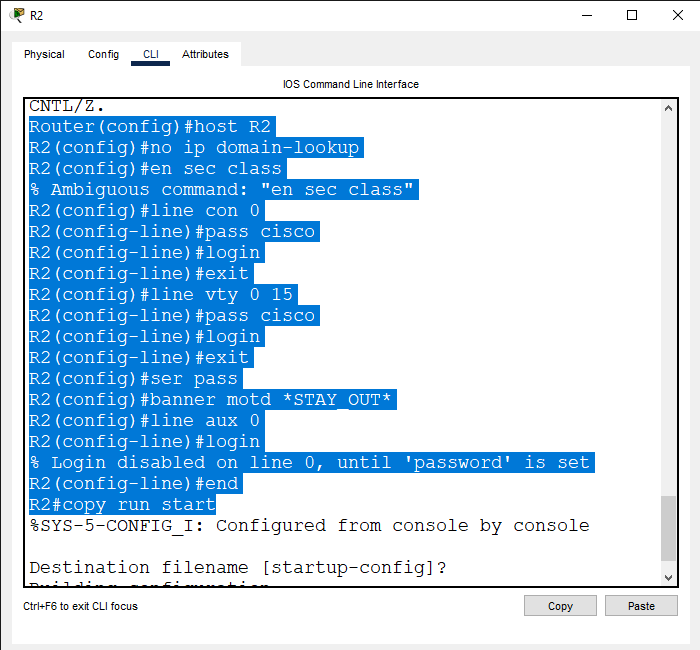 R2
Physical Config CLI Attributes
IOS Command Line Interface
CNTL/Z.
Router(config)#host R2
R2(config)#no ip domain-lookup
R2(config)#en sec class
% Ambiguous command: "en sec class"
R2(config)#line con 0
R2(config-line)#pass cisco
R2(config-line)#login
R2(config-line)#exit
R2(config)#line vty 0 15
R2(config-line)#pass cisco
R2(config-line)#login
R2(config-line)#exit
R2(config)#ser pass
R2(config)#banner motd *STAY_OUT*
R2(config)#line aux 0
R2(config-line)#login
% Login disabled on line 0, until 'password' is set
R2(config-line)#end
R2#copy run start
%SYS-5-CONFIG_I: Configured from console by console
Destination filename [startup-config]?
Building configuration
Ctrl+F6 to exit CLI focus
Copy Paste